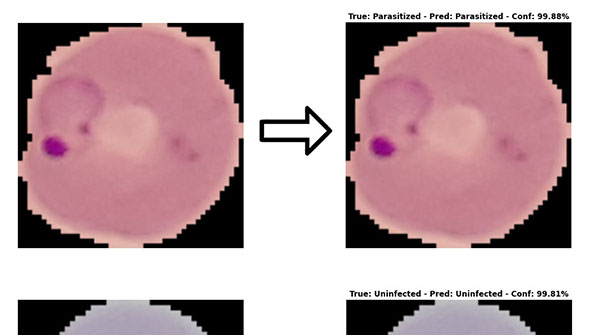 True: Parasitized - Pred: Parasitized - Conf: 99.88%
True: Uninfected - Pred: Uninfected - Conf: 99.81%